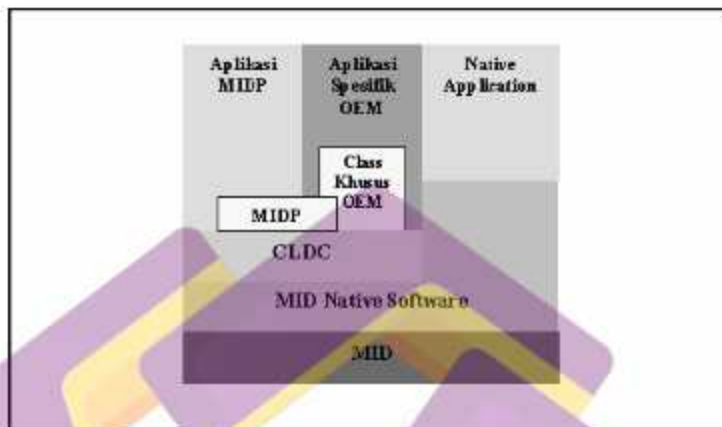 Aplikasi
MIDP
Aplikasi
Spesifik
OEM
Native
Application
Class
Khusus
OEM
MIDP
CLDC
MID Native Software
MID